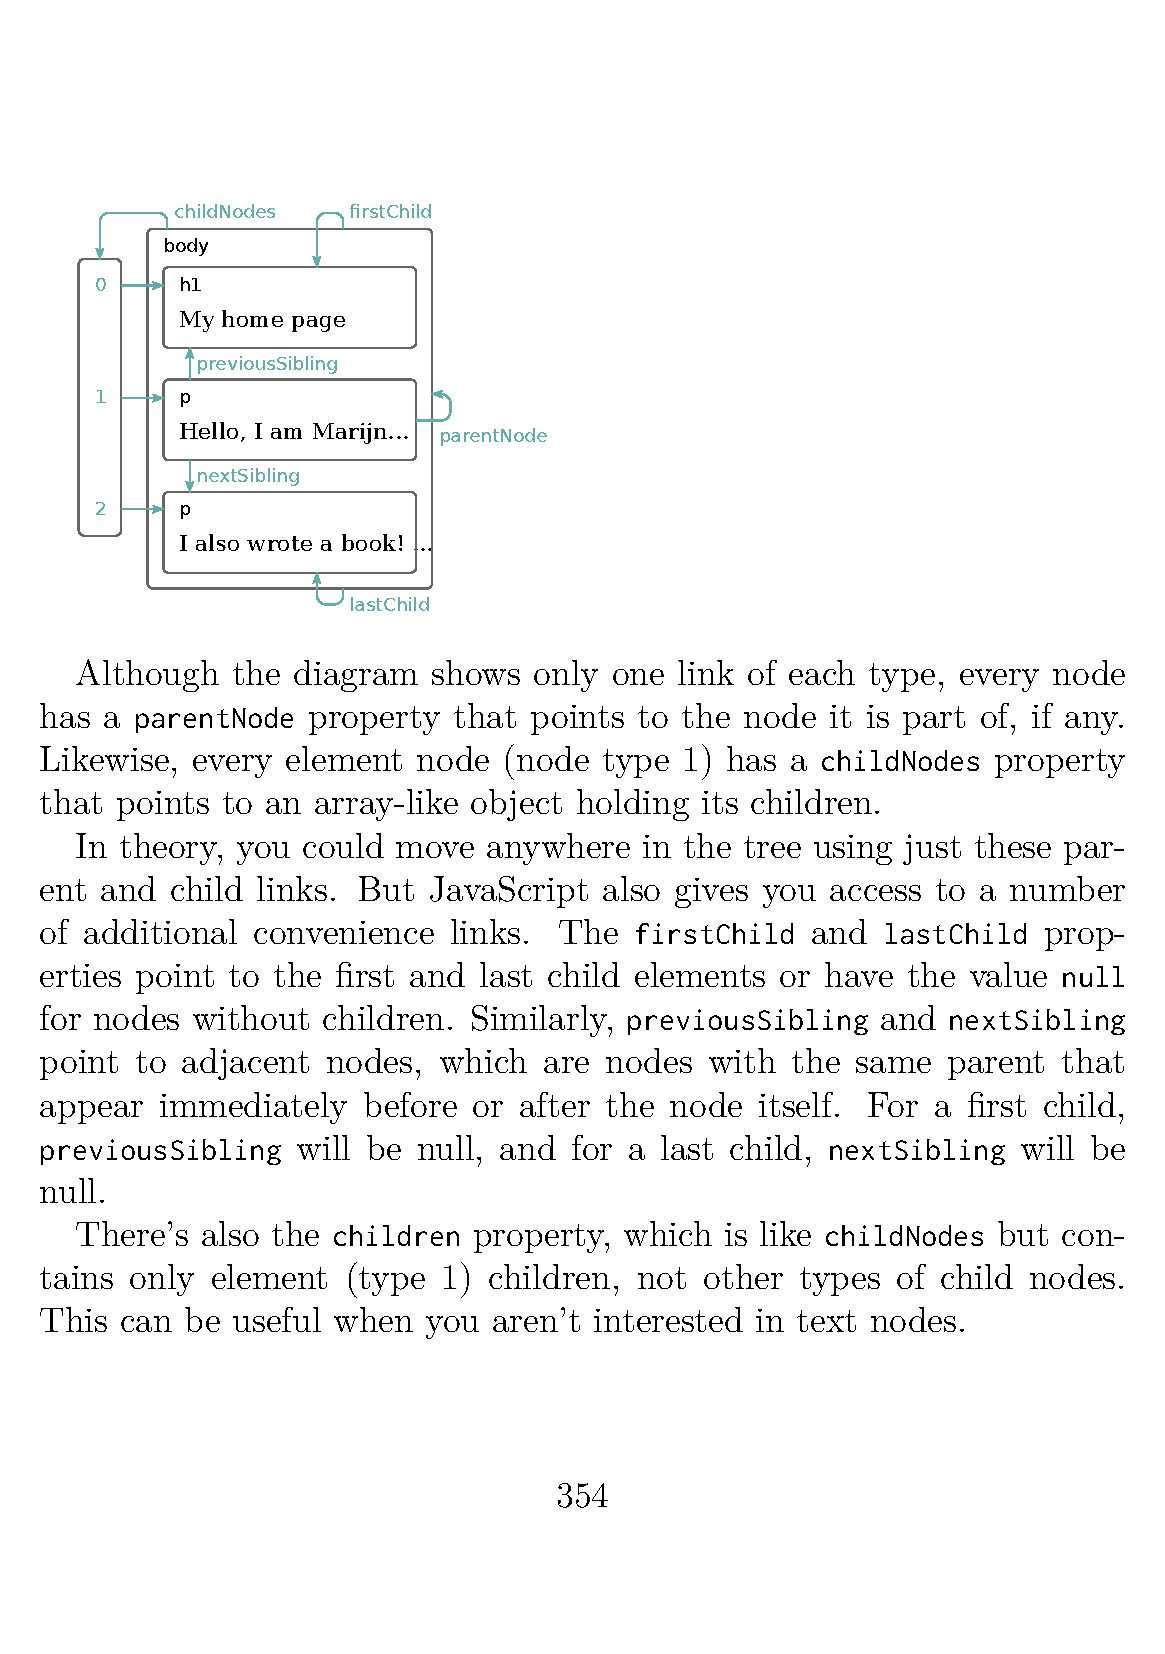 childNodes firstChild
body
0 h1
My home page
previousSibling
1 p
Hello, I am Marijn...
parentNode
nextSibling
2 p
I also wrote a book! ...
lastChild
Although the diagram shows only one link of each type, every node
has a parentNode property that points to the node it is part of, if any.
Likewise, every element node (node type 1) has a childNodes property
that points to an array-like object holding its children.
In theory, you could move anywhere in the tree using just these par-
ent and child links. But JavaScript also gives you access to a number
of additional convenience links. The firstChild and lastChild prop-
erties point to the first and last child elements or have the value null
for nodes without children. Similarly, previousSibling and nextSibling
point to adjacent nodes, which are nodes with the same parent that
appear immediately before or after the node itself. For a first child,
previousSibling will be null, and for a last child, nextSibling will be
null.
There’s also the children property, which is like childNodes but con-
tains only element (type 1) children, not other types of child nodes.
This can be useful when you aren’t interested in text nodes.
354